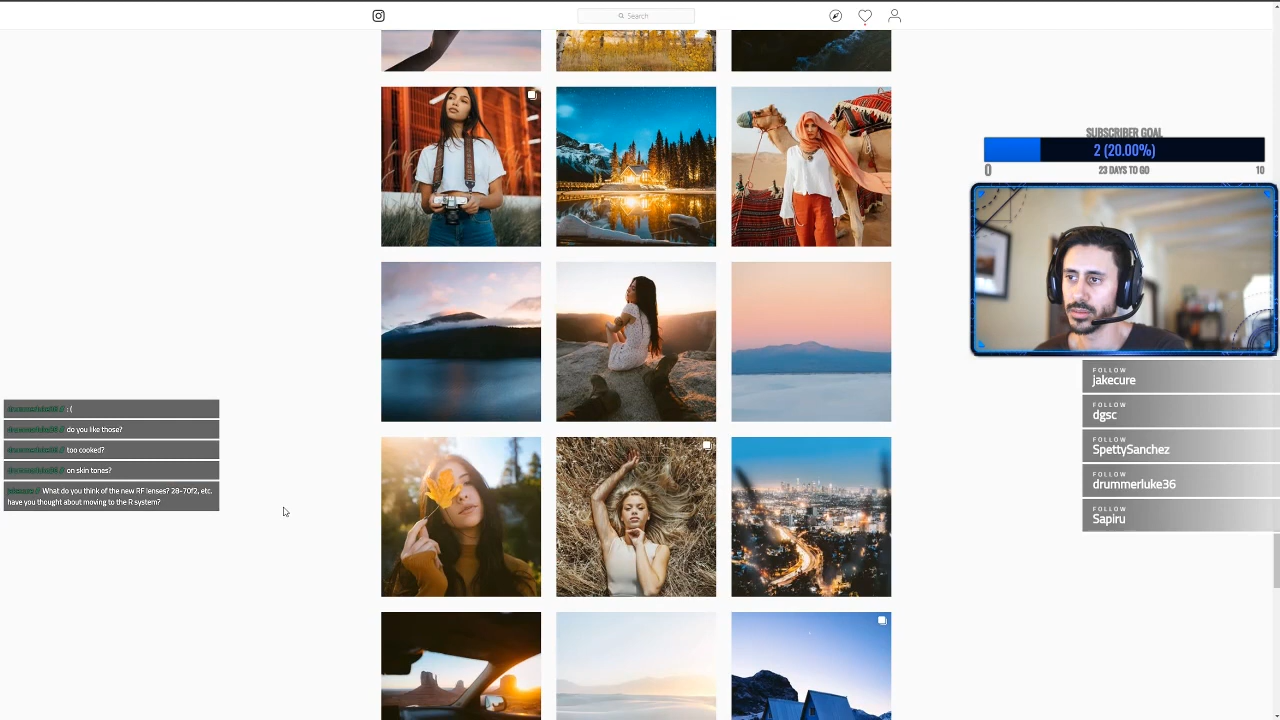 Search
SUBSCRIBER GOAL
2 (20.00%)
0
23 DAYS TO GO
10
FOLLOW
jakecure
FOLLOW
dgsc
FOLLOW
SpettySanchez
FOLLOW
drummerluke36
FOLLOW
Sapiru
: (
do you like those?
too cooked?
on skin tones?
What do you think of the new RF lenses? 28-70f2, etc.
have you thought about moving to the R system?